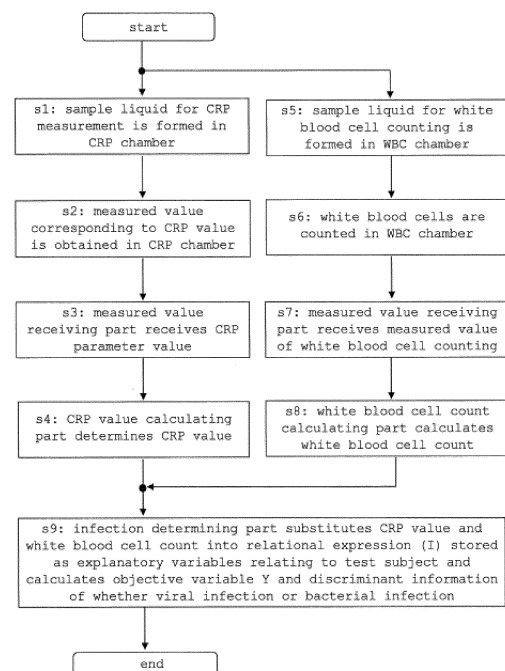 start
s1: sample liquid for CRP
measurement is formed in
CRP chamber
s2: measured value
corresponding to CRP value
is obtained in CRP chamber
s3: measured value
receiving part receives CRP
parameter value
s4: CRP value calculating
part determines CRP value
s5: sample liquid for white
blood cell counting is
formed in WBC chamber
s6: white blood cells are
counted in WBC chamber
s7: measured value receiving
part receives measured value
of white blood cell counting
s8: white blood cell count
calculating part calculates
white blood cell count
s9: infection determining part substitutes CRP value and
white blood cell count into relational expression (I) stored
as explanatory variables relating to test subject and
calculates objective variable Y and discriminant information
of whether viral infection or bacterial infection
end